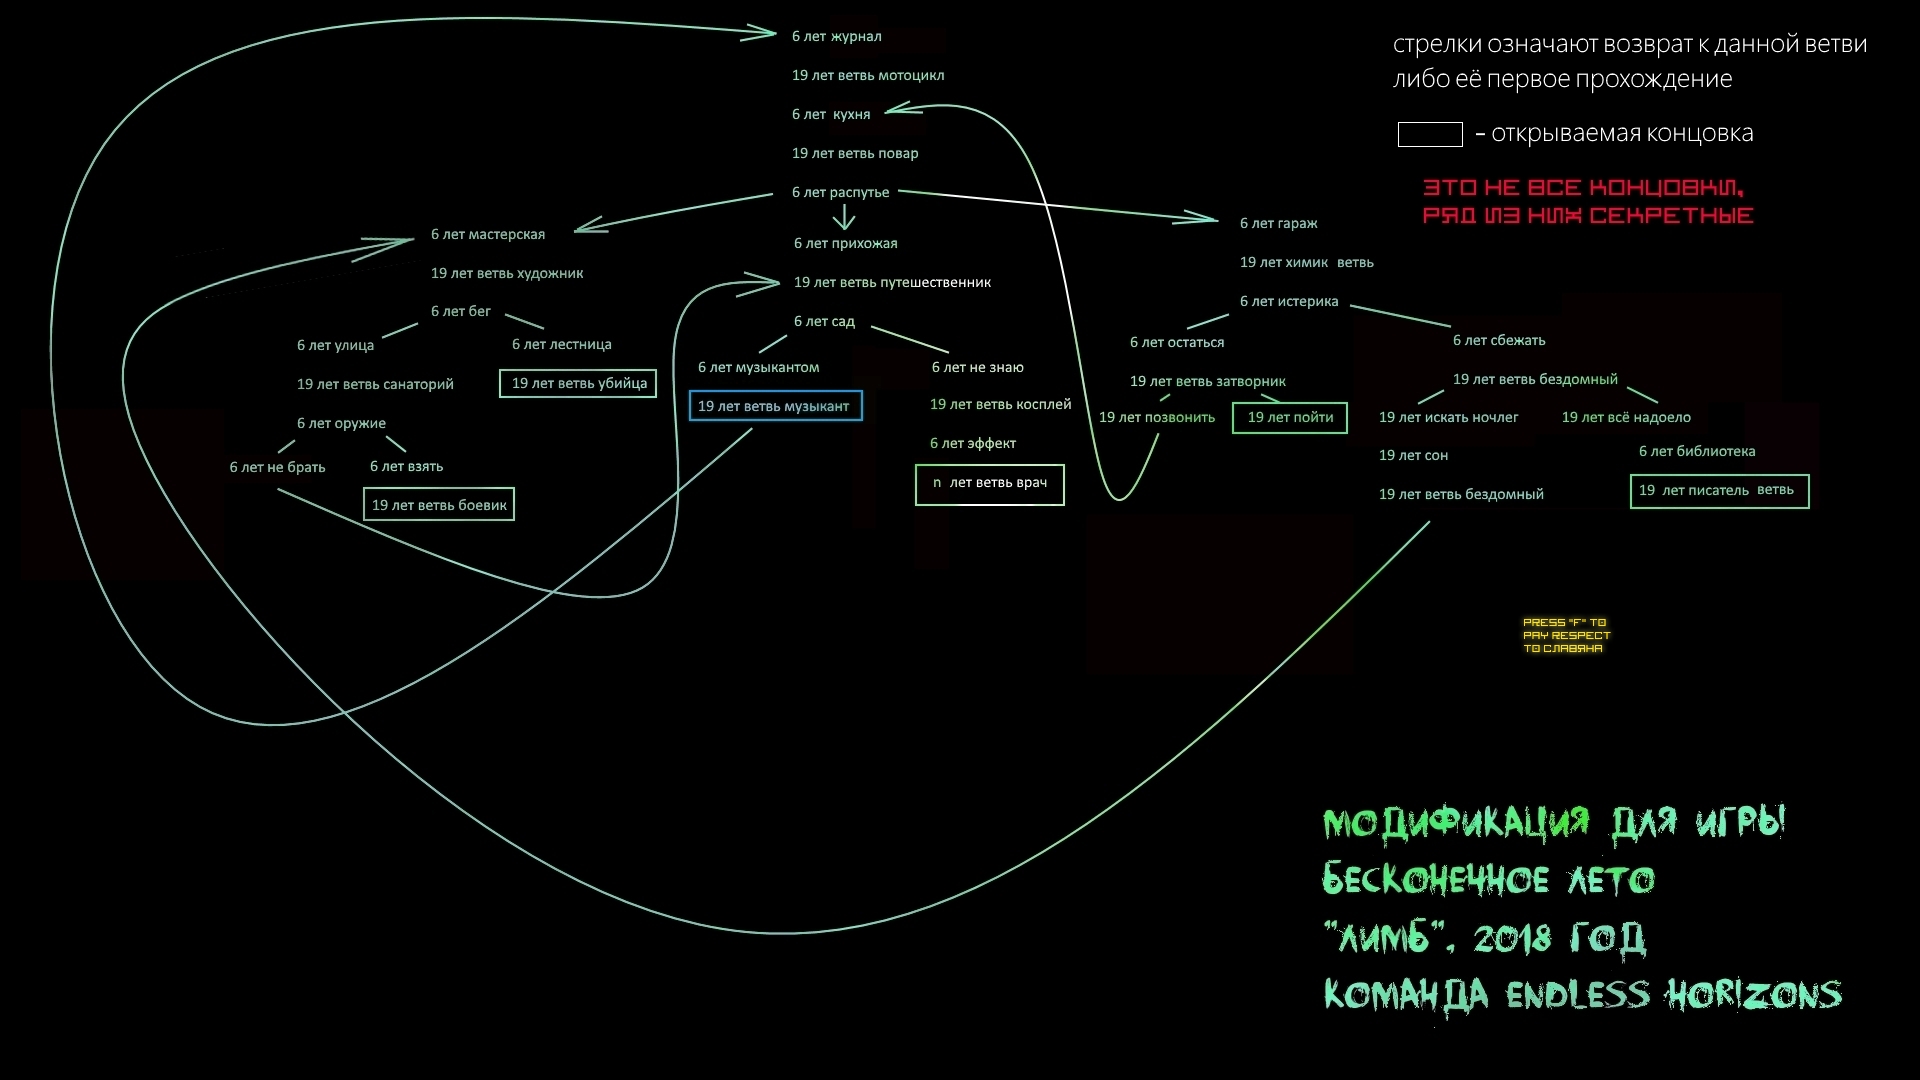 6 лет журнал
19 лет ветвь мотоцикл
6 лет кухня
19 лет ветвь повар
6 лет распутье
6 лет мастерская
19 лет ветвь художник
6 лет бег
6 лет улица
6 лет лестница
19 лет ветвь санаторий
19 лет ветвь убийца
6 лет оружие
6 лет не брать
6 лет взять
19 лет ветвь боевик
6 лет прихожая
19 лет ветвь путешественник
6 лет сад
6 лет музыкантом
6 лет не знаю
19 лет ветвь музыкант
19 лет ветвь косплей
6 лет эффект
n лет ветвь врач
6 лет гараж
19 лет химик ветвь
6 лет истерика
6 лет остаться
6 лет сбежать
19 лет ветвь затворник
19 лет ветвь бездомный
19 лет позвонить
19 лет пойти
19 лет искать ночлег
19 лет всё надоело
19 лет сон
6 лет библиотека
19 лет ветвь бездомный
19 лет писатель ветвь
стрелки означают возврат к данной ветви
либо её первое прохождение
- открываемая концовка
ЭТО НЕ ВСЕ КОНЦОВКИ,
РЯД ИЗ НИХ СЕКРЕТНЫЕ
PRESS "F" TO
PAY RESPECT
TO СЛАВЯНА
МОДИФИКАЦИЯ ДЛЯ ИГРЫ
БЕСКОНЕЧНОЕ ЛЕТО
"ЛИМБ", 2018 ГОД
КОМАНДА ENDLESS HORIZONS